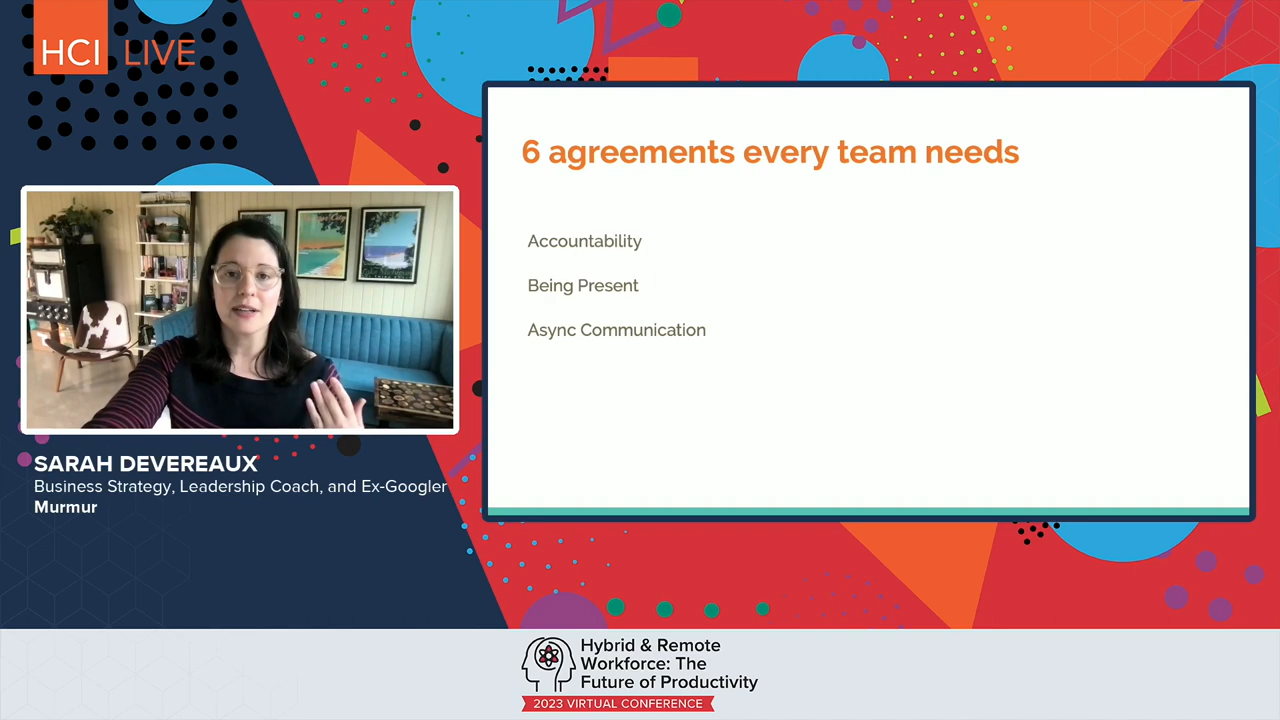 HCI LIVE
6 agreements every team needs
Accountability
Being Present
Async Communication
SARAH DEVEREAUX
Business Strategy, Leadership Coach, and Ex-Googler
Murmur
Hybrid & Remote
Workforce: The
Future of Productivity
2023 VIRTUAL CONFERENCE